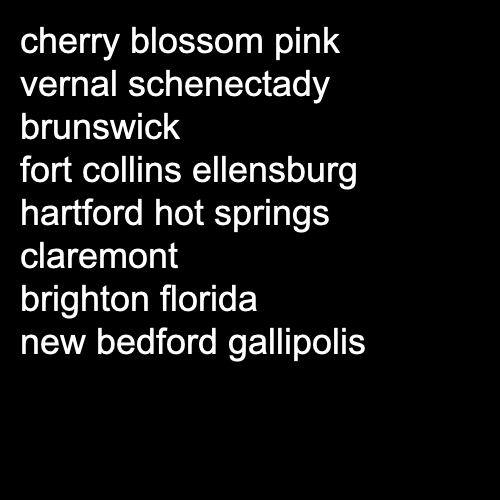 cherry blossom pink
vernal schenectady
brunswick
fort collins ellensburg
hartford hot springs
claremont
brighton florida
new bedford gallipolis